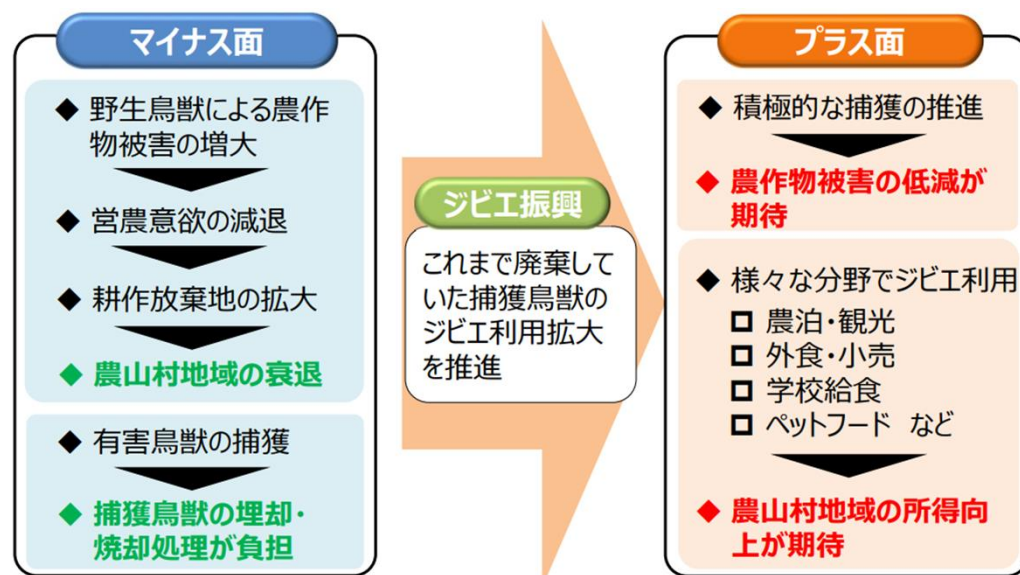 マイナス面
◆ 野生鳥獣による農作
物被害の増大
◆ 営農意欲の減退
◆ 耕作放棄地の拡大
◆ 農山村地域の衰退
◆ 有害鳥獣の捕獲
◆ 捕獲鳥獣の埋却・
焼却処理が負担
ジビエ振興
これまで廃棄して
いた捕獲鳥獣の
ジビエ利用拡大
を推進
プラス面
◆ 積極的な捕獲の推進
◆ 農作物被害の低減が
期待
◆ 様々な分野でジビエ利用
□ 農泊・観光
□ 外食・小売
□ 学校給食
□ ペットフード など
◆ 農山村地域の所得向
上が期待